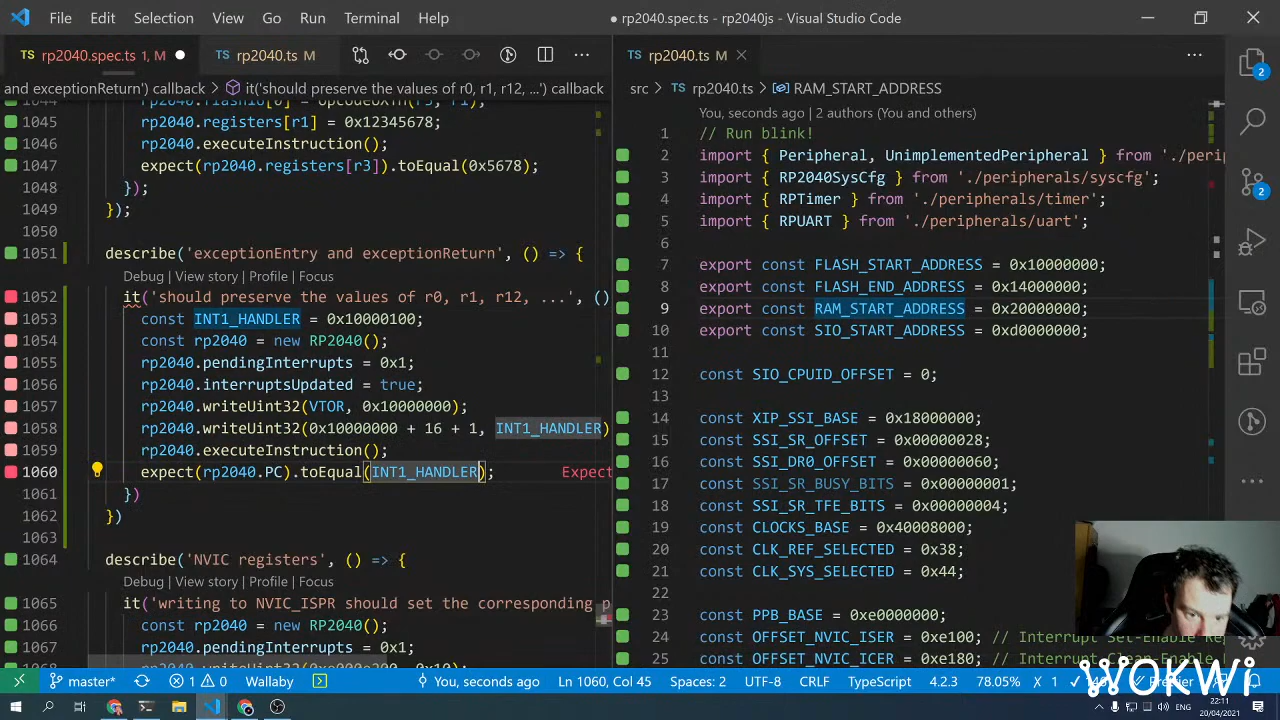 File Edit Selection View Go Run Terminal Help
● rp2040.spec.ts - rp2040js - Visual Studio Code
TS rp2040.spec.ts 1, M ●
TS rp2040.ts M
TS rp2040.ts M
and exceptionReturn') callback > it('should preserve the values of r0, r1, r12, ...') callback
src > TS rp2040.ts > RAM_START_ADDRESS
1045 rp2040.registers[r1] = 0x12345678;
1046 rp2040.executeInstruction();
1047 expect(rp2040.registers[r3]).toEqual(0x5678);
1048 });
1049 });
1050
1051 describe('exceptionEntry and exceptionReturn', () => {
Debug | View story | Profile | Focus
1052 it('should preserve the values of r0, r1, r12, ...', ()
1053 const INT1_HANDLER = 0x10000100;
1054 const rp2040 = new RP2040();
1055 rp2040.pendingInterrupts = 0x1;
1056 rp2040.interruptsUpdated = true;
1057 rp2040.writeUint32(VTOR, 0x10000000);
1058 rp2040.writeUint32(0x10000000 + 16 + 1, INT1_HANDLER)
1059 rp2040.executeInstruction();
1060 expect(rp2040.PC).toEqual(INT1_HANDLER); Expect
1061 })
1062 })
1063
1064 describe('NVIC registers', () => {
Debug | View story | Profile | Focus
1065 it('writing to NVIC_ISPR should set the corresponding p
1066 const rp2040 = new RP2040();
1067 rp2040.pendingInterrupts = 0x1;
You, seconds ago | 2 authors (You and others)
1 // Run blink!
2 import { Peripheral, UnimplementedPeripheral } from './peri
3 import { RP2040SysCfg } from './peripherals/syscfg';
4 import { RPTimer } from './peripherals/timer';
5 import { RPUART } from './peripherals/uart';
6
7 export const FLASH_START_ADDRESS = 0x10000000;
8 export const FLASH_END_ADDRESS = 0x14000000;
9 export const RAM_START_ADDRESS = 0x20000000;
10 export const SIO_START_ADDRESS = 0xd0000000;
11
12 const SIO_CPUID_OFFSET = 0;
13
14 const XIP_SSI_BASE = 0x18000000;
15 const SSI_SR_OFFSET = 0x00000028;
16 const SSI_DR0_OFFSET = 0x00000060;
17 const SSI_SR_BUSY_BITS = 0x00000001;
18 const SSI_SR_TFE_BITS = 0x00000004;
19 const CLOCKS_BASE = 0x40008000;
20 const CLK_REF_SELECTED = 0x38;
21 const CLK_SYS_SELECTED = 0x44;
22
23 const PPB_BASE = 0xe0000000;
24 const OFFSET_NVIC_ISER = 0xe100; // Interrupt Set-Enable Re
25 const OFFSET_NVIC_ICER = 0xe180; // Interrupt Clean Enable
2
2
master* 1 0 Wallaby You, seconds ago Ln 1060, Col 45 Spaces: 2 UTF-8 CRLF TypeScript 4.2.3 78.05% × 1
WOKWi
22:11
20/04/2021